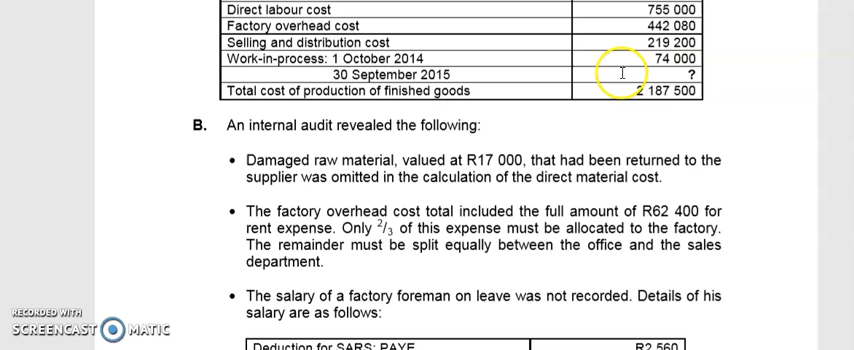 Direct labour cost 755 000
Factory overhead cost 442 080
Selling and distribution cost 219 200
Work-in-process: 1 October 2014 74 000
30 September 2015 ?
Total cost of production of finished goods 2 187 500
B. An internal audit revealed the following:
• Damaged raw material, valued at R17 000, that had been returned to the
supplier was omitted in the calculation of the direct material cost.
• The factory overhead cost total included the full amount of R62 400 for
rent expense. Only 2/3 of this expense must be allocated to the factory.
The remainder must be split equally between the office and the sales
department.
• The salary of a factory foreman on leave was not recorded. Details of his
salary are as follows:
Deduction for SARS: PAYE R2 560
RECORDED WITH
SCREENCAST MATIC